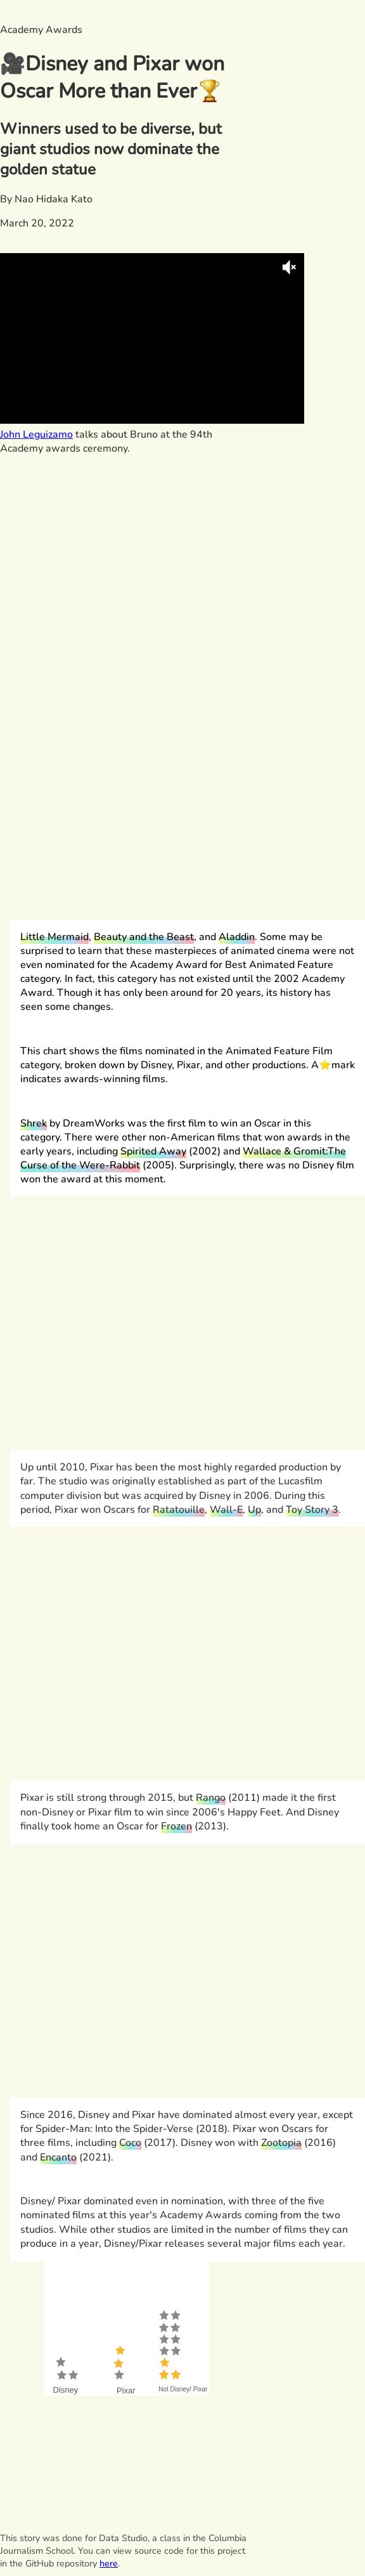 Academy Awards
🎥Disney and Pixar won
Oscar More than Ever🏆
Winners used to be diverse, but
giant studios now dominate the
golden statue
By Nao Hidaka Kato
March 20, 2022
John Leguizamo talks about Bruno at the 94th
Academy awards ceremony.
Little Mermaid, Beauty and the Beast, and Aladdin. Some may be
surprised to learn that these masterpieces of animated cinema were not
even nominated for the Academy Award for Best Animated Feature
category. In fact, this category has not existed until the 2002 Academy
Award. Though it has only been around for 20 years, its history has
seen some changes.
This chart shows the films nominated in the Animated Feature Film
category, broken down by Disney, Pixar, and other productions. A⭐mark
indicates awards-winning films.
Shrek by DreamWorks was the first film to win an Oscar in this
category. There were other non-American films that won awards in the
early years, including Spirited Away (2002) and Wallace & Gromit:The
Curse of the Were-Rabbit (2005). Surprisingly, there was no Disney film
won the award at this moment.
Up until 2010, Pixar has been the most highly regarded production by
far. The studio was originally established as part of the Lucasfilm
computer division but was acquired by Disney in 2006. During this
period, Pixar won Oscars for Ratatouille, Wall-E, Up, and Toy Story 3.
Pixar is still strong through 2015, but Rango (2011) made it the first
non-Disney or Pixar film to win since 2006's Happy Feet. And Disney
finally took home an Oscar for Frozen (2013).
Since 2016, Disney and Pixar have dominated almost every year, except
for Spider-Man: Into the Spider-Verse (2018). Pixar won Oscars for
three films, including Coco (2017). Disney won with Zootopia (2016)
and Encanto (2021).
Disney/ Pixar dominated even in nomination, with three of the five
nominated films at this year's Academy Awards coming from the two
studios. While other studios are limited in the number of films they can
produce in a year, Disney/Pixar releases several major films each year.
Disney Pixar Not Disney/ Pixar
This story was done for Data Studio, a class in the Columbia
Journalism School. You can view source code for this project
in the GitHub repository here.